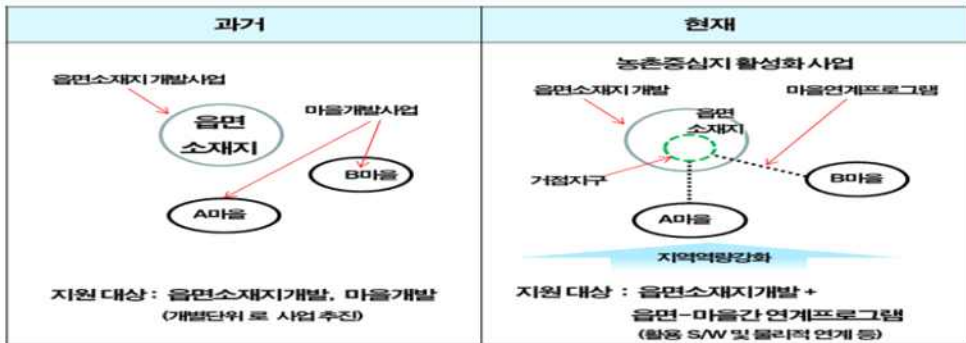 과거
읍면소재지 개발사업
마을개발사업
읍면
소재지
B마을
A마을
지원 대상 : 읍면소재지개발, 마을개발
(개별단위 로 사업 추진)
현재
농촌중심지 활성화 사업
읍면소재지 개발
마을연계프로그램
읍면
소재지
거점지구
B마을
A마을
지역역량강화
지원 대상 : 읍면소재지개발 +
읍면-마을간 연계프로그램
(활용 S/W 및 물리적 연계 등)